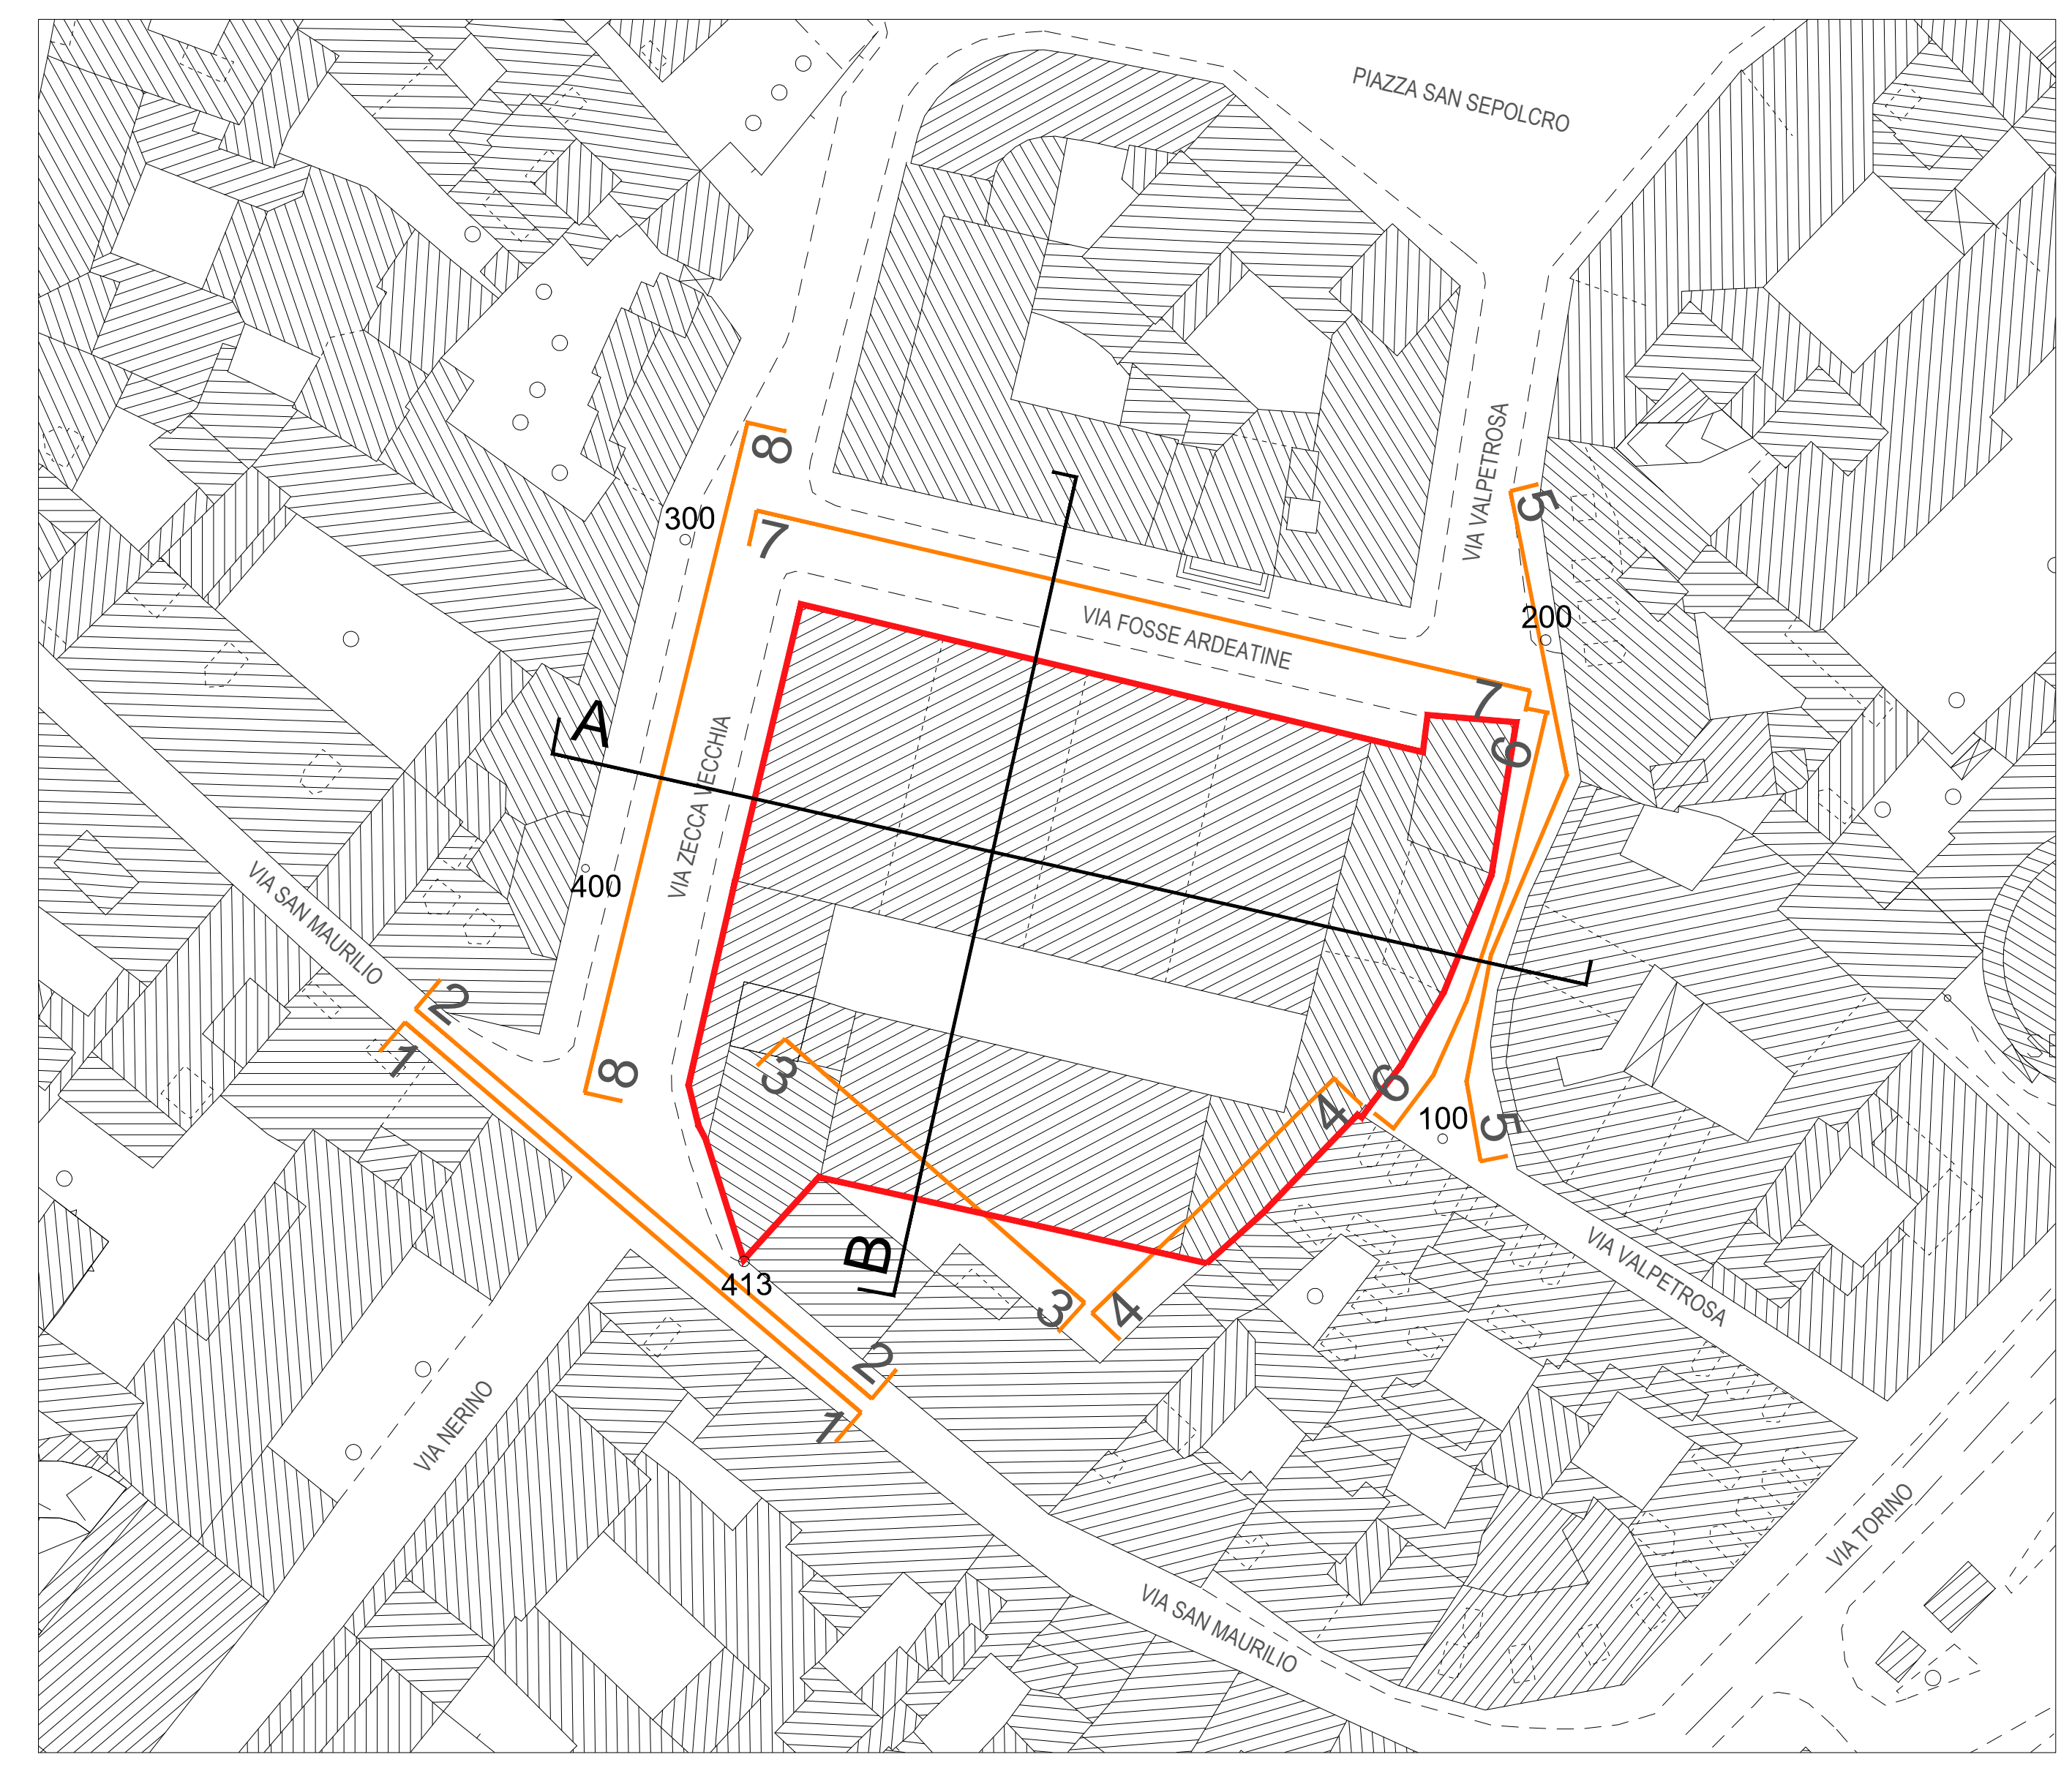 PIAZZA SAN SEPOLCRO
8
VIA VALPETROSA
5
300
7
VIA FOSSE ARDEATINE
200
7
A
6
VIA ZECCA VECCHIA
400
VIA SAN MAURILIO
2
1
8
3
6
4
100
5
B
413
3
4
VIA VALPETROSA
2
1
VIA NERINO
VIA TORINO
VIA SAN MAURILIO